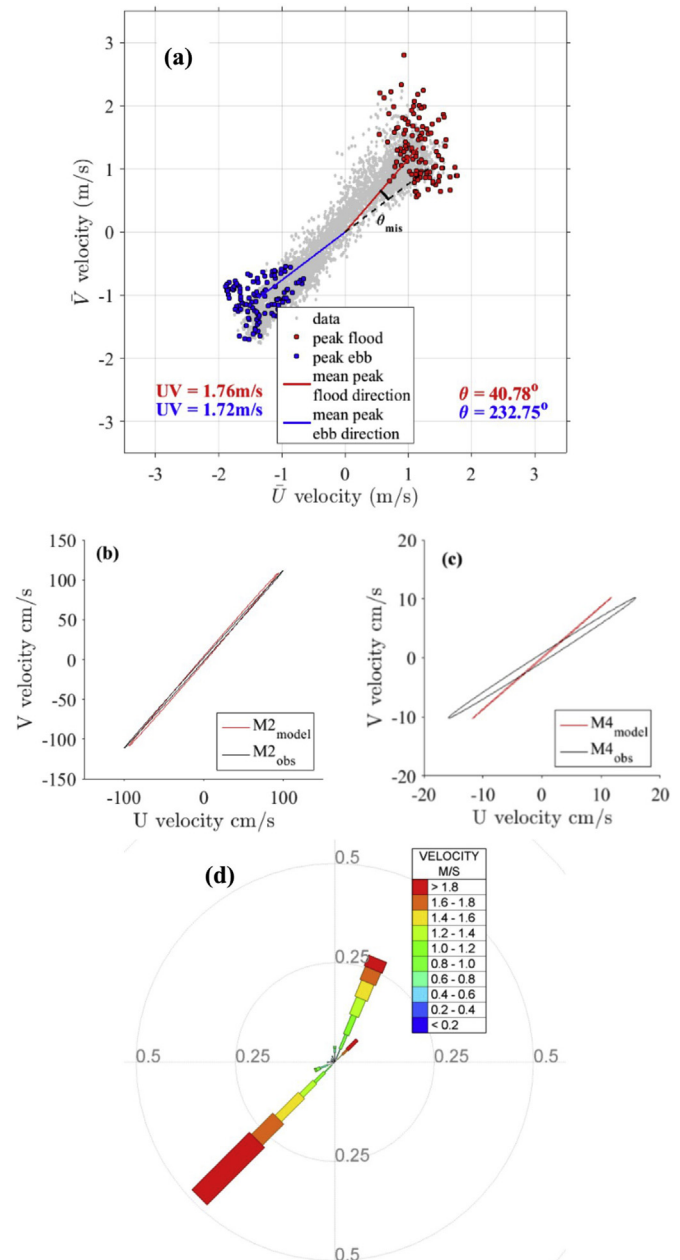 (a)
3
2
1
0
-1
-2
-3
V̄ velocity (m/s)
θmis
data
peak flood
peak ebb
mean peak
flood direction
mean peak
ebb direction
UV = 1.76m/s
UV = 1.72m/s
θ = 40.78°
θ = 232.75°
-3 -2 -1 0 1 2 3
Ū velocity (m/s)
(b)
150
100
50
0
-50
-100
-150
V velocity cm/s
M2model
M2obs
-100 0 100
U velocity cm/s
(c)
20
10
0
-10
-20
V velocity cm/s
M4model
M4obs
-20 -10 0 10 20
U velocity cm/s
(d)
VELOCITY
M/S
> 1.8
1.6 - 1.8
1.4 - 1.6
1.2 - 1.4
1.0 - 1.2
0.8 - 1.0
0.6 - 0.8
0.4 - 0.6
0.2 - 0.4
< 0.2
0.5
0.25
0.5 0.25 0.25 0.5
0.25
0.5